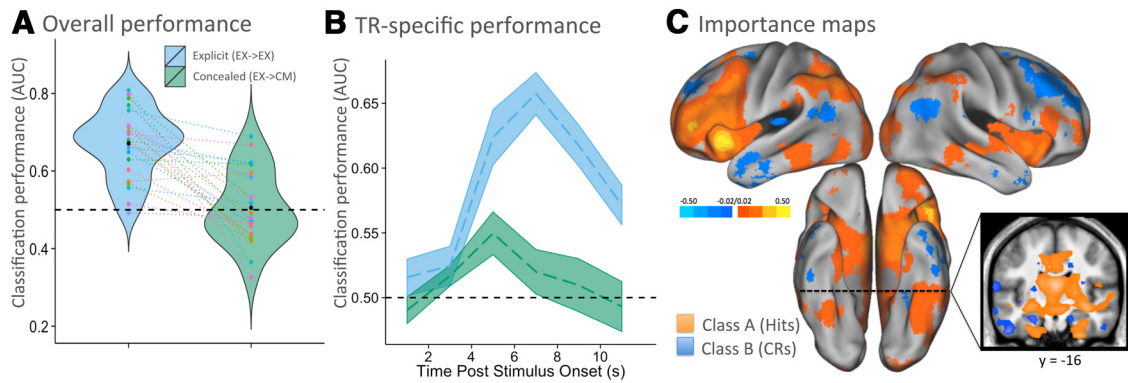 A Overall performance
Explicit (EX->EX)
Concealed (EX->CM)
Classification performance (AUC)
0.8
0.6
0.4
0.2
B TR-specific performance
Classification performance (AUC)
0.65
0.60
0.55
0.50
2 4 6 8 10
Time Post Stimulus Onset (s)
C Importance maps
-0.50 -0.02/0.02 0.50
Class A (Hits)
Class B (CRs)
y = -16